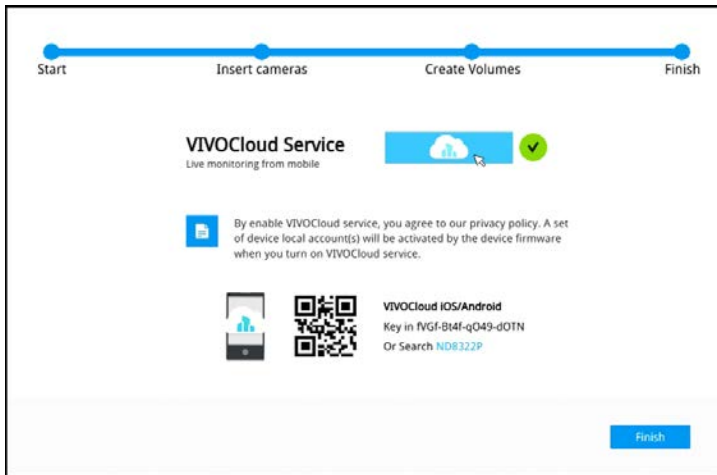 Start
Insert cameras
Create Volumes
Finish
VIVOCloud Service
Live monitoring from mobile
By enable VIVOCloud service, you agree to our privacy policy. A set
of device local account(s) will be activated by the device firmware
when you turn on VIVOCloud service.
VIVOCloud iOS/Android
Key in fVGf-Bt4f-qO49-dOTN
Or Search ND8322P
Finish